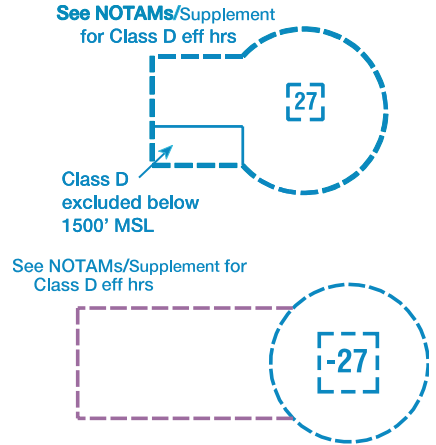 See NOTAMs/Supplement
for Class D eff hrs
27
Class D
excluded below
1500' MSL
See NOTAMs/Supplement for
Class D eff hrs
-27